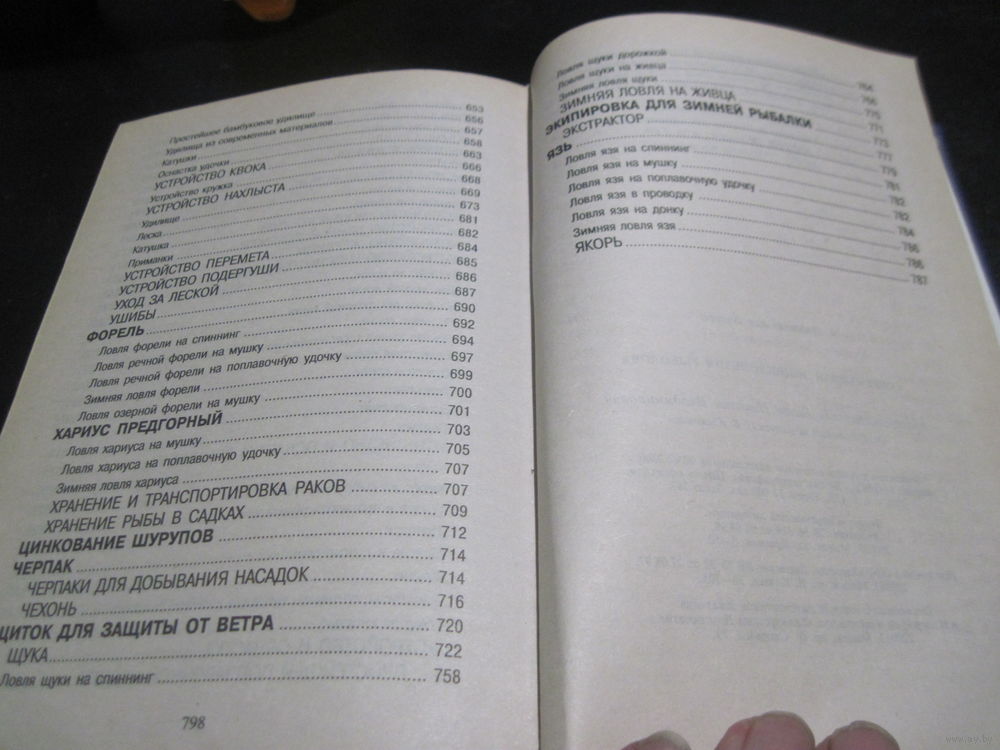 Простейшее бамбуковое удилище 653
Удилища из современных материалов 656
Катушки 657
Оснастка удочки 658
УСТРОЙСТВО КВОКА 663
Устройство кружка 666
УСТРОЙСТВО НАХЛЫСТА 668
Удилище 669
Леска 673
Катушка 681
Приманки 682
УСТРОЙСТВО ПЕРЕМЕТА 684
УСТРОЙСТВО ПОДЕРГУШИ 685
УХОД ЗА ЛЕСКОЙ 686
УШИБЫ 687
ФОРЕЛЬ 690
Ловля форели на спиннинг 692
Ловля речной форели на мушку 694
Ловля речной форели на поплавочную удочку 697
Зимняя ловля форели 699
Ловля озерной форели на мушку 700
ХАРИУС ПРЕДГОРНЫЙ 701
Ловля хариуса на мушку 703
Ловля хариуса на поплавочную удочку 705
Зимняя ловля хариуса 707
ХРАНЕНИЕ И ТРАНСПОРТИРОВКА РАКОВ 707
ХРАНЕНИЕ РЫБЫ В САДКАХ 709
ЦИНКОВАНИЕ ШУРУПОВ 712
ЧЕРПАК 714
ЧЕРПАКИ ДЛЯ ДОБЫВАНИЯ НАСАДОК 714
ЧЕХОНЬ 716
ЩИТОК ДЛЯ ЗАЩИТЫ ОТ ВЕТРА 720
ЩУКА 722
Ловля щуки на спиннинг 758
798
Ловля щуки дорожкой 764
Ловля щуки на живца 766
Зимняя ловля щуки 770
ЗИМНЯЯ ЛОВЛЯ НА ЖИВЦА 771
ЭКИПИРОВКА ДЛЯ ЗИМНЕЙ РЫБАЛКИ 773
ЭКСТРАКТОР 777
ЯЗЬ 779
Ловля язя на спиннинг 781
Ловля язя на мушку 782
Ловля язя на поплавочную удочку 782
Ловля язя в проводку 784
Ловля язя на донку 786
Зимняя ловля язя 786
ЯКОРЬ 787